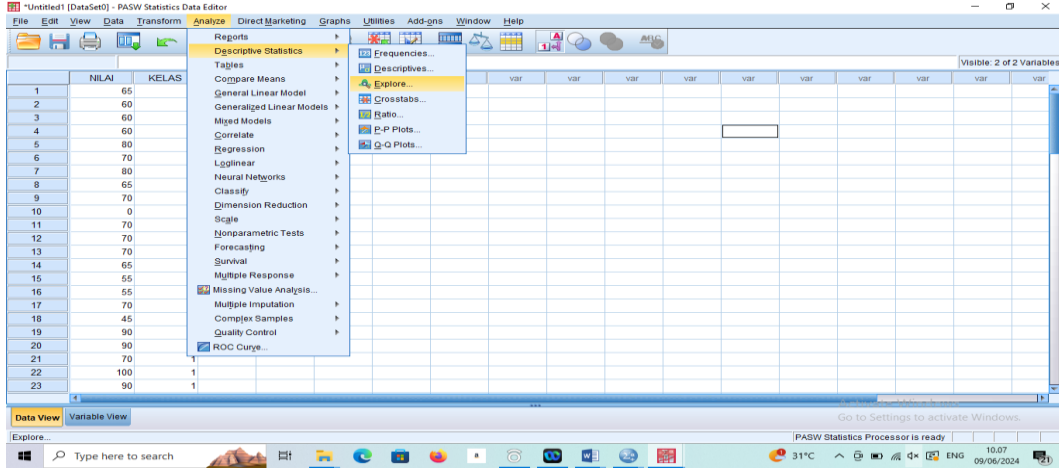 *Untitled1 [DataSet0] - PASW Statistics Data Editor
File Edit View Data Transform Analyze Direct Marketing Graphs Utilities Add-ons Window Help
Visible: 2 of 2 Variables
Reports
Descriptive Statistics
Tables
Compare Means
General Linear Model
Generalized Linear Models
Mixed Models
Correlate
Regression
Loglinear
Neural Networks
Classify
Dimension Reduction
Scale
Nonparametric Tests
Forecasting
Survival
Multiple Response
Missing Value Analysis...
Multiple Imputation
Complex Samples
Quality Control
ROC Curve...
Frequencies...
Descriptives...
Explore...
Crosstabs...
Ratio...
P-P Plots...
Q-Q Plots...
NILAI KELAS var var var var var var var var var
1 65
2 60
3 60
4 60
5 80
6 70
7 80
8 65
9 70
10 0
11 70
12 70
13 70
14 65
15 55
16 55
17 70
18 45
19 90
20 90
21 70 1
22 100 1
23 90 1
Data View Variable View
Go to Settings to activate Windows.
Explore...
PASW Statistics Processor is ready
Type here to search
31°C ENG 10.07
09/06/2024
21